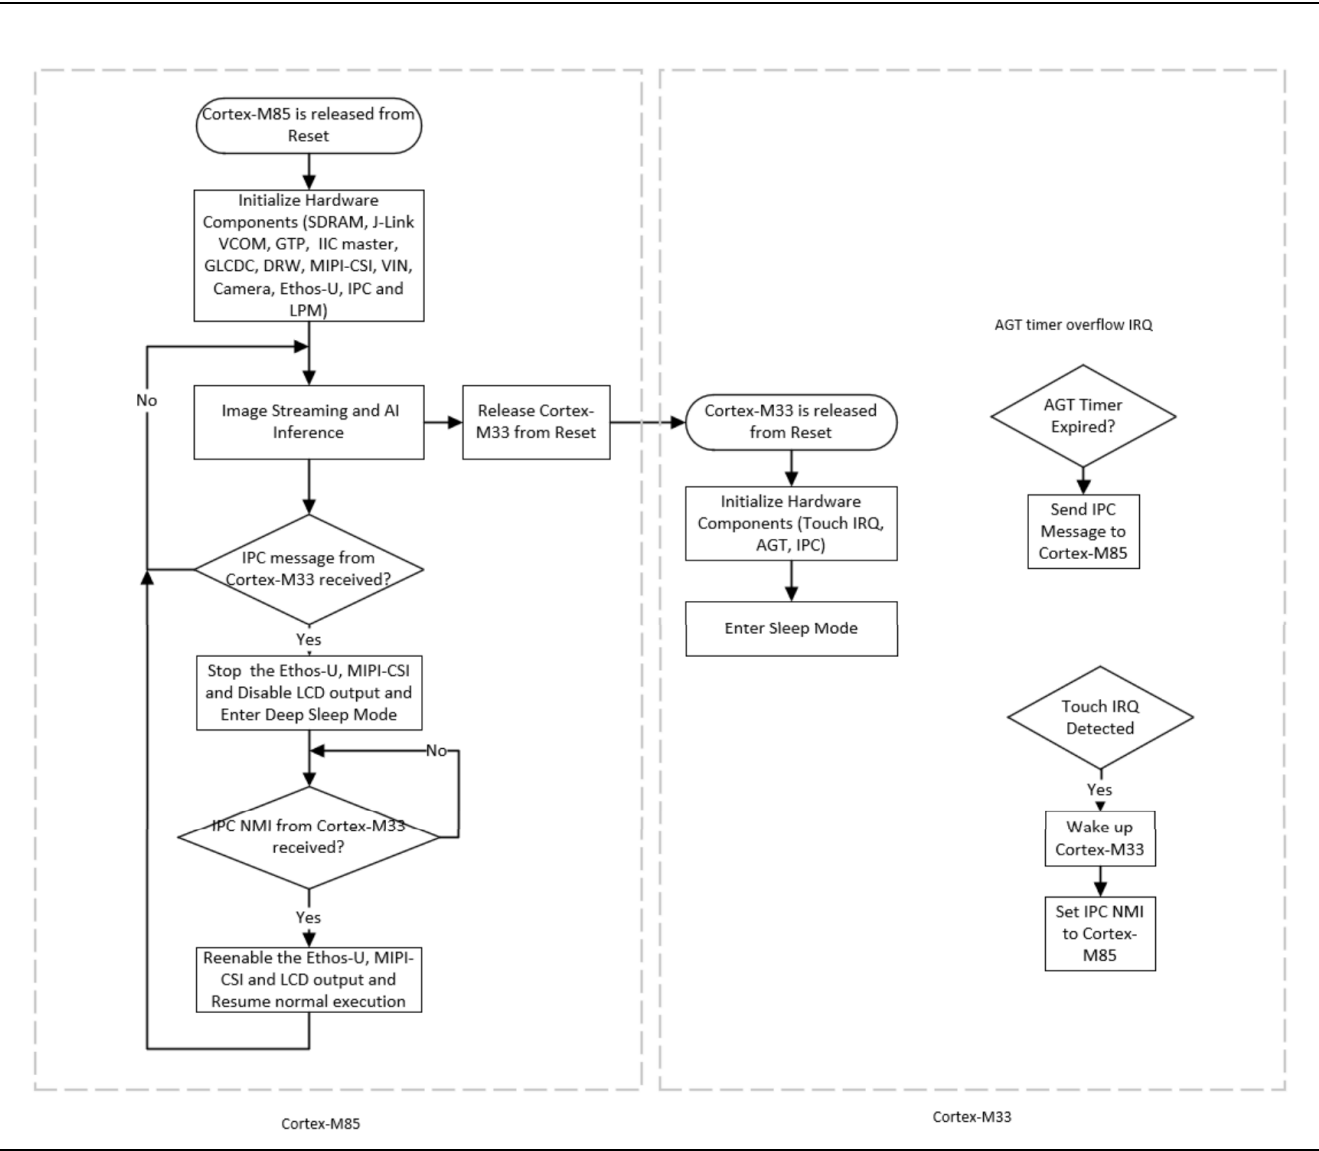 Cortex-M85 is released from
Reset
Initialize Hardware
Components (SDRAM, J-Link
VCOM, GTP, IIC master,
GLCDC, DRW, MIPI-CSI, VIN,
Camera, Ethos-U, IPC and
LPM)
No
Image Streaming and AI
Inference
Release Cortex-
M33 from Reset
IPC message from
Cortex-M33 received?
Yes
Stop the Ethos-U, MIPI-CSI
and Disable LCD output and
Enter Deep Sleep Mode
No
IPC NMI from Cortex-M33
received?
Yes
Reenable the Ethos-U, MIPI-
CSI and LCD output and
Resume normal execution
Cortex-M85
Cortex-M33 is released
from Reset
Initialize Hardware
Components (Touch IRQ,
AGT, IPC)
Enter Sleep Mode
AGT timer overflow IRQ
AGT Timer
Expired?
Send IPC
Message to
Cortex-M85
Touch IRQ
Detected
Yes
Wake up
Cortex-M33
Set IPC NMI
to Cortex-
M85
Cortex-M33